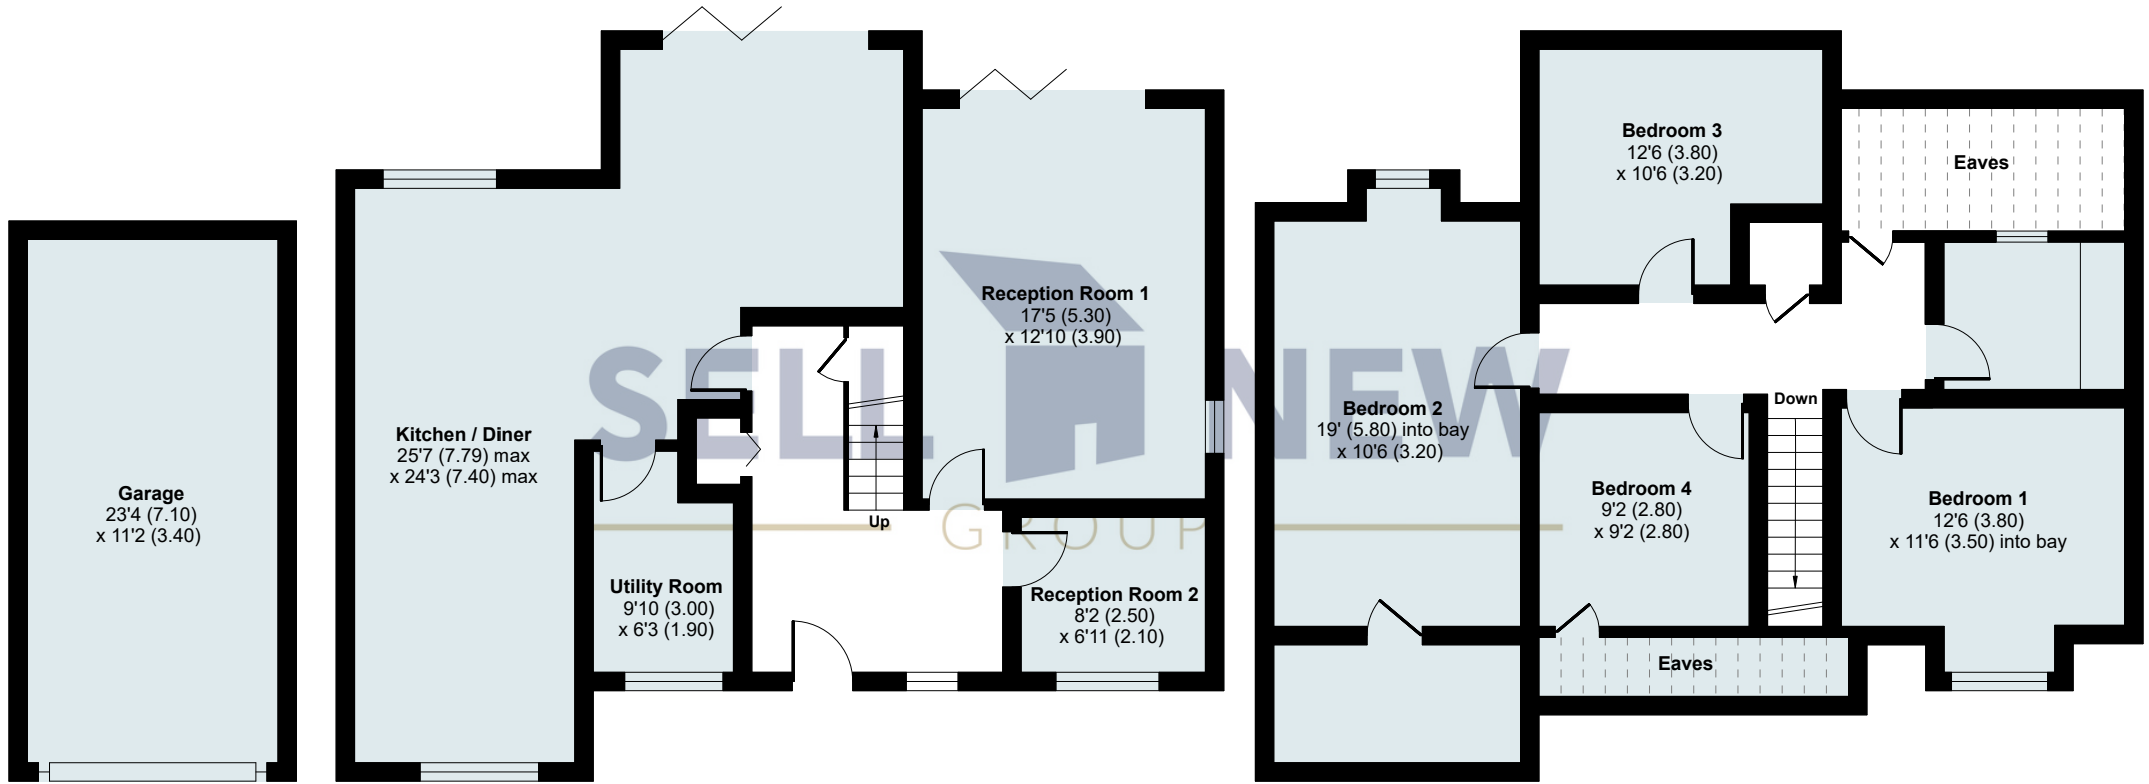 Garage
23'4 (7.10)
x 11'2 (3.40)
Kitchen / Diner
25'7 (7.79) max
x 24'3 (7.40) max
Utility Room
9'10 (3.00)
x 6'3 (1.90)
Up
Reception Room 1
17'5 (5.30)
x 12'10 (3.90)
Reception Room 2
8'2 (2.50)
x 6'11 (2.10)
SELL NEW
GROUP
Bedroom 3
12'6 (3.80)
x 10'6 (3.20)
Eaves
Bedroom 2
19' (5.80) into bay
x 10'6 (3.20)
Down
Bedroom 4
9'2 (2.80)
x 9'2 (2.80)
Bedroom 1
12'6 (3.80)
x 11'6 (3.50) into bay
Eaves